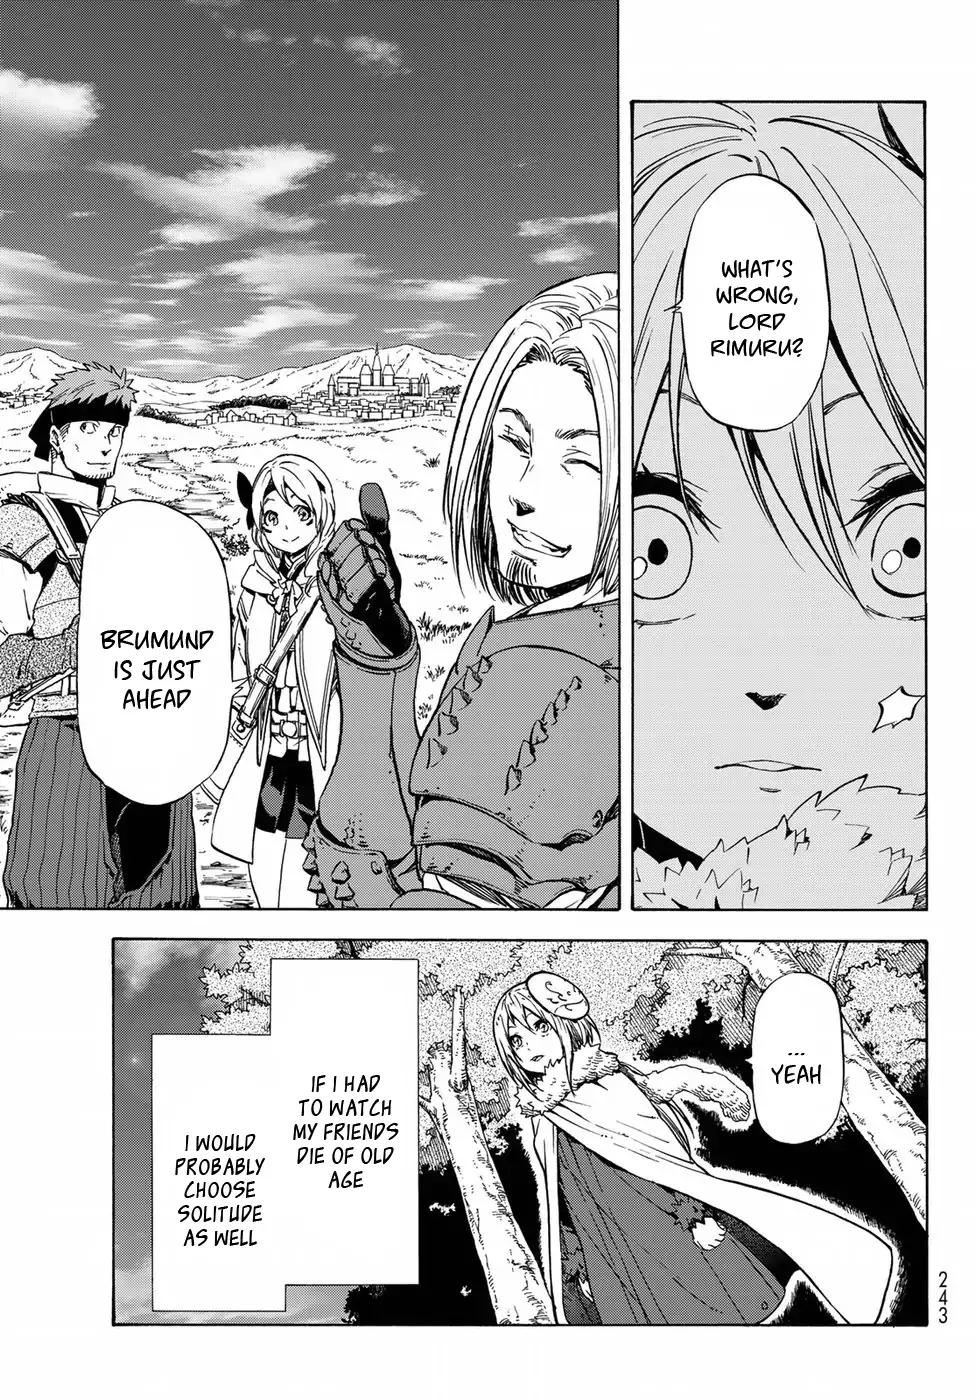 WHAT'S
WRONG,
LORD
RIMURU?
BRUMUND
IS JUST
AHEAD
...
YEAH
IF I HAD
TO WATCH
MY FRIENDS
DIE OF OLD
AGE
I WOULD
PROBABLY
CHOOSE
SOLITUDE
AS WELL
243